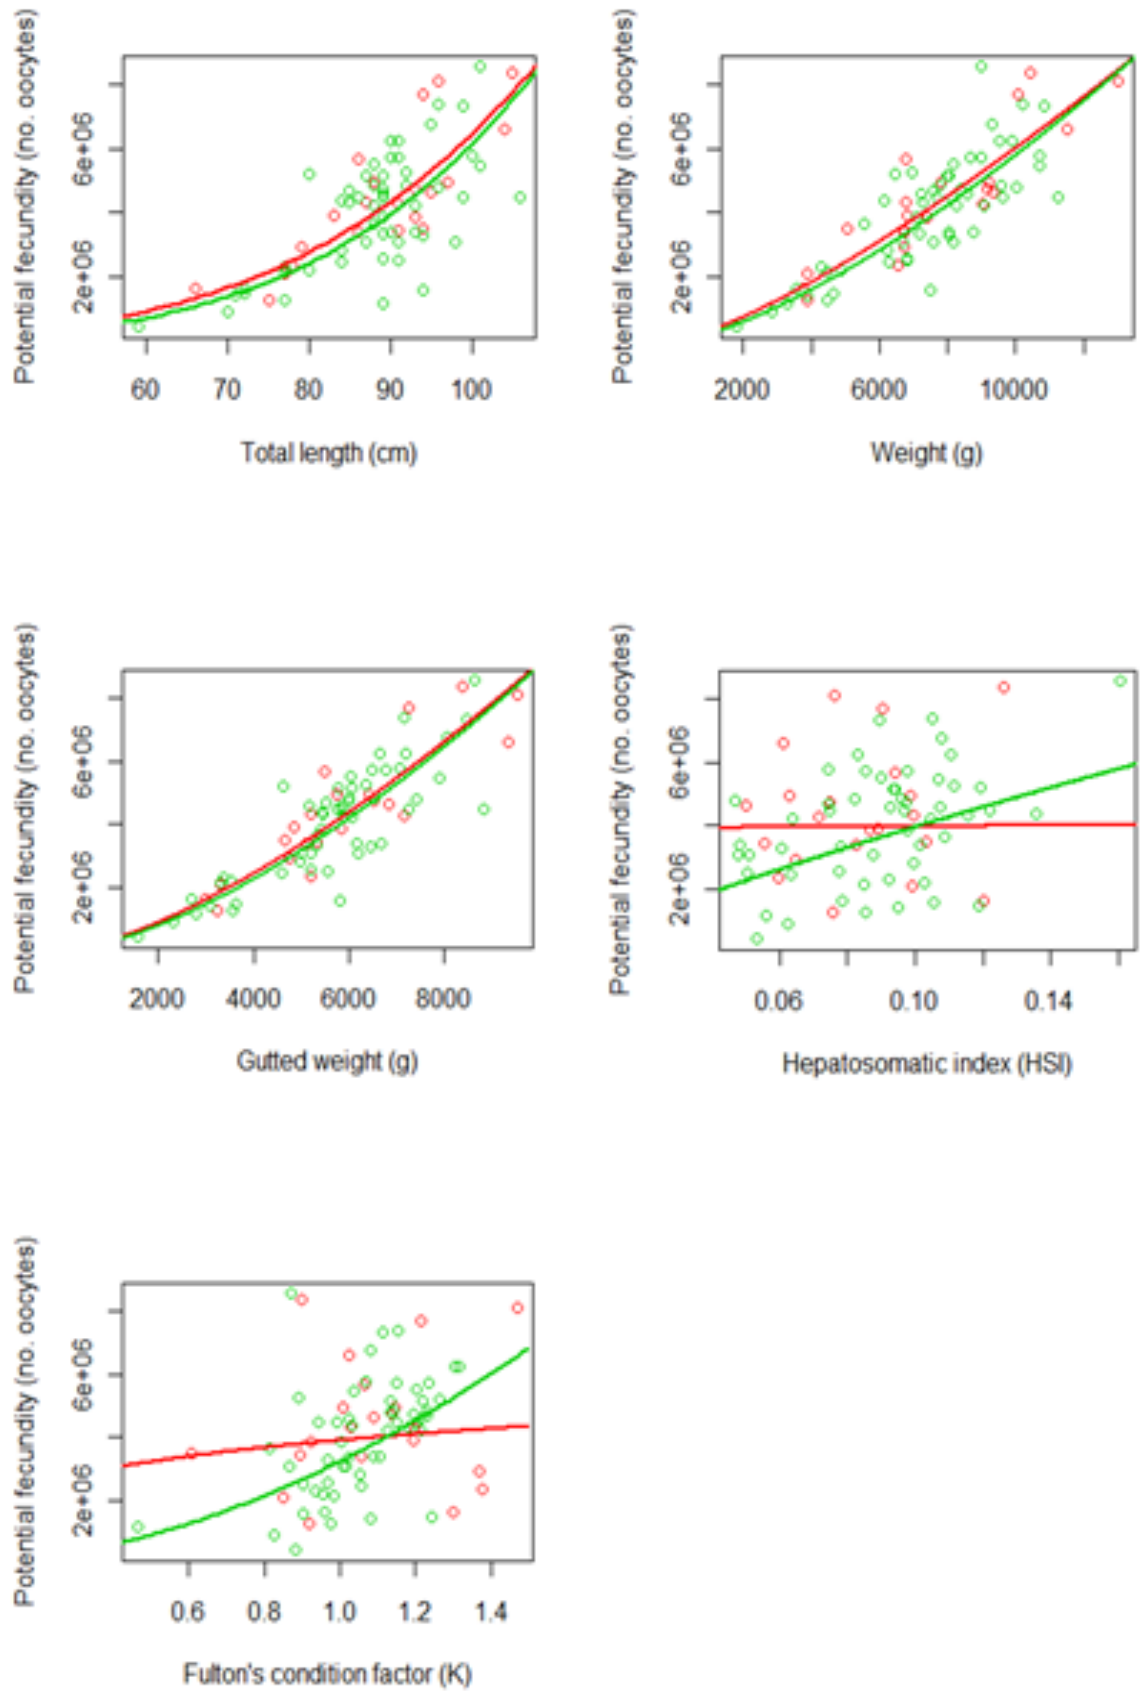 Potential fecundity (no. oocytes)
2e+06 6e+06
60 70 80 90 100
Total length (cm)
Potential fecundity (no. oocytes)
2e+06 6e+06
2000 6000 10000
Weight (g)
Potential fecundity (no. oocytes)
2e+06 6e+06
2000 4000 6000 8000
Gutted weight (g)
Potential fecundity (no. oocytes)
2e+06 6e+06
0.06 0.10 0.14
Hepatosomatic index (HSI)
Potential fecundity (no. oocytes)
2e+06 6e+06
0.6 0.8 1.0 1.2 1.4
Fulton's condition factor (K)